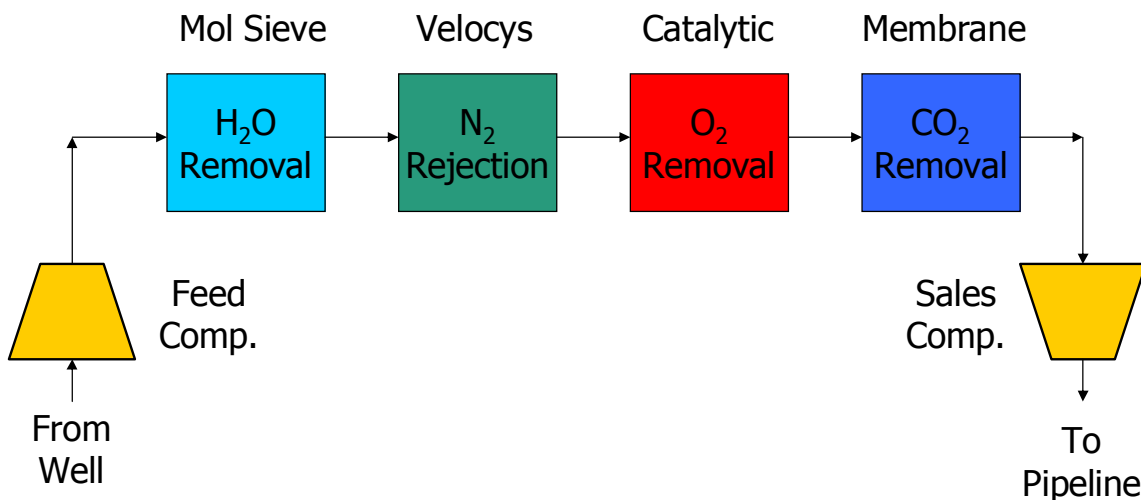 Mol Sieve
Velocys
Catalytic
Membrane
H₂O
Removal
N₂
Rejection
O₂
Removal
CO₂
Removal
Feed
Comp.
Sales
Comp.
From
Well
To
Pipeline